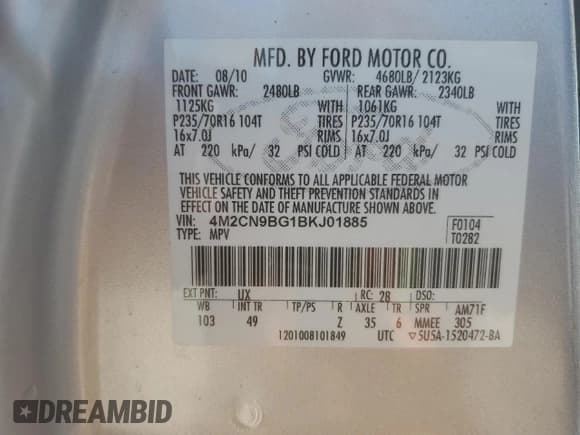 MFD. BY FORD MOTOR CO.
DATE: 08/10 GVWR: 4680LB/ 2123KG
FRONT GAWR: 2480LB REAR GAWR: 2340LB
1125KG WITH 1061KG WITH
P235/70R16 104T TIRES P235/70R16 104T TIRES
16x7.0J RIMS 16x7.0J RIMS
AT 220 kPa/ 32 PSI COLD AT 220 kPa/ 32 PSI COLD
THIS VEHICLE CONFORMS TO ALL APPLICABLE FEDERAL MOTOR
VEHICLE SAFETY AND THEFT PREVENTION STANDARDS IN
EFFECT ON THE DATE OF MANUFACTURE SHOWN ABOVE.
VIN: 4M2CN9BG1BKJ01885 F0104
TYPE: MPV T0282
EXT PNT: UX RC: 28 DSO:
WB INT TR TP/PS R AXLE TR SPR AM71F
103 49 Z 35 6 MMEE 305
1201008101849 UTC ▽5U5A-1520472-BA
DREAMBID